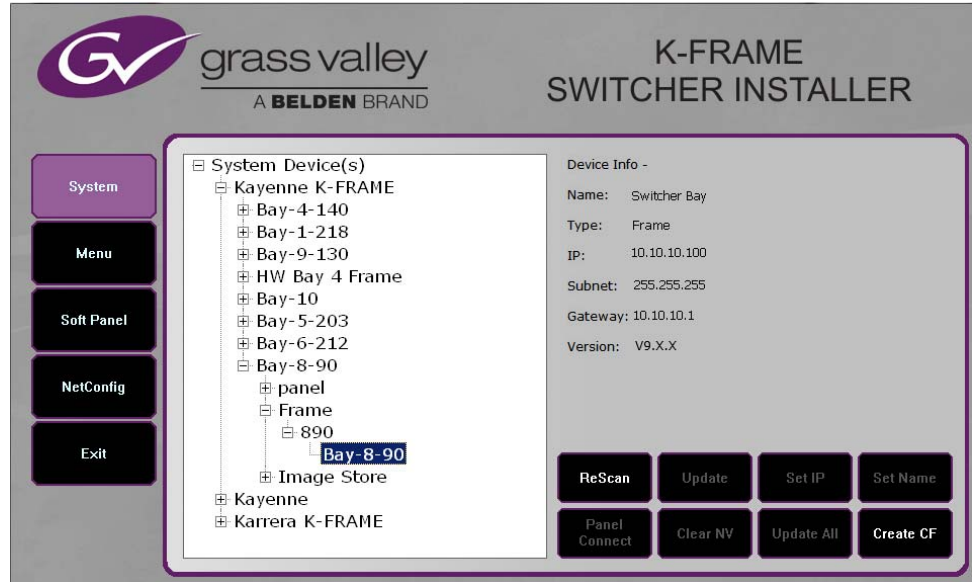 GV
grass valley
A BELDEN BRAND
K-FRAME
SWITCHER INSTALLER
System
Menu
Soft Panel
NetConfig
Exit
System Device(s)
Kayenne K-FRAME
Bay-4-140
Bay-1-218
Bay-9-130
HW Bay 4 Frame
Bay-10
Bay-5-203
Bay-6-212
Bay-8-90
panel
Frame
890
Bay-8-90
Image Store
Kayenne
Karrera K-FRAME
Device Info -
Name: Switcher Bay
Type: Frame
IP: 10.10.10.100
Subnet: 255.255.255
Gateway: 10.10.10.1
Version: V9.X.X
ReScan
Update
Set IP
Set Name
Panel
Connect
Clear NV
Update All
Create CF